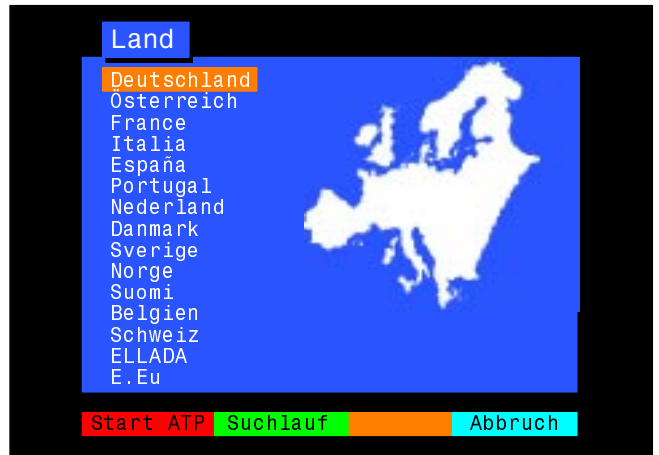 Land
Deutschland
Österreich
France
Italia
España
Portugal
Nederland
Danmark
Sverige
Norge
Suomi
Belgien
Schweiz
ELLADA
E.Eu
Start ATP Suchlauf Abbruch